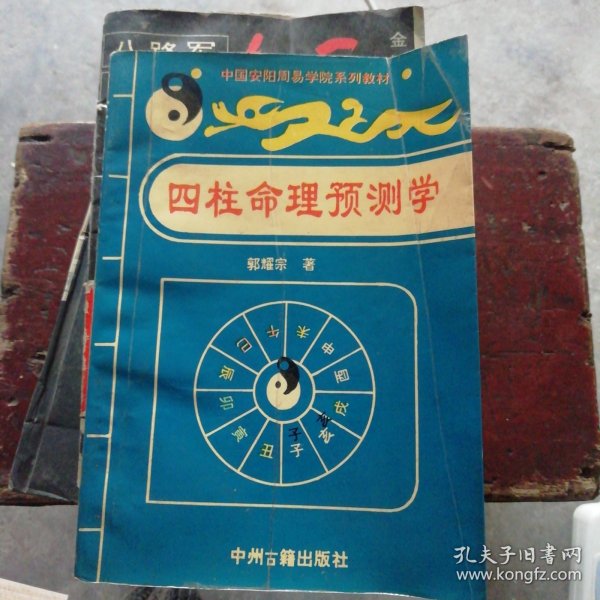 八路军
金
中国安阳周易学院系列教材
四柱命理预测学
郭耀宗 著
午
未
申
酉
戌
亥
子
丑
寅
卯
辰
巳
子
亥
中州古籍出版社
孔夫子旧书网
www.kongfz.com